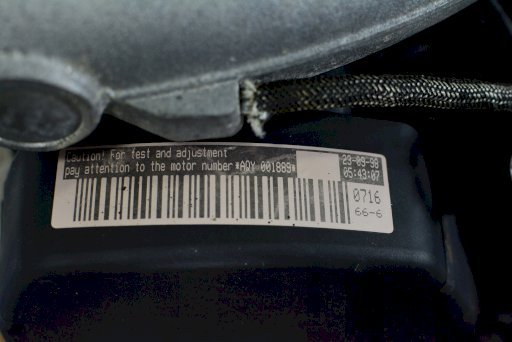 Caution! For test and adjustment
pay attention to the motor number *AQY 001889*
23-09-98
05:43:07
0716
66-6